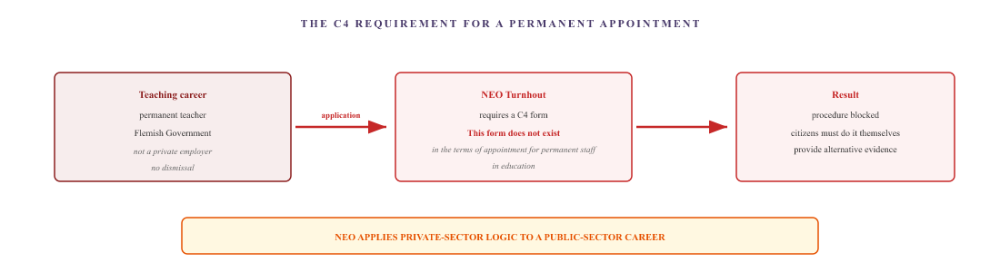 THE C4 REQUIREMENT FOR A PERMANENT APPOINTMENT
Teaching career
permanent teacher
Flemish Government
not a private employer
no dismissal
application
NEO Turnhout
requires a C4 form
This form does not exist
in the terms of appointment for permanent staff
in education
Result
procedure blocked
citizens must do it themselves
provide alternative evidence
NEO APPLIES PRIVATE-SECTOR LOGIC TO A PUBLIC-SECTOR CAREER